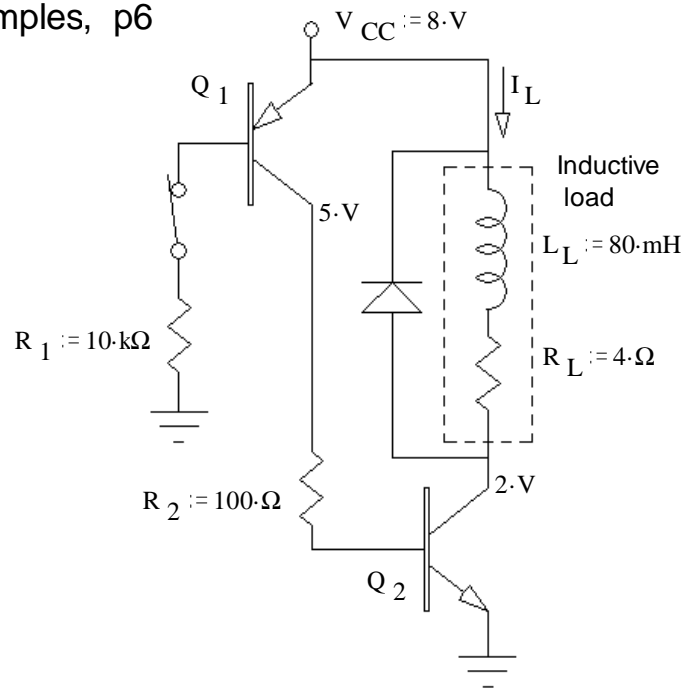 mples, p6
V CC := 8·V
Q 1
I L
Inductive
load
5·V
L L := 80·mH
R 1 := 10·kΩ
R L := 4·Ω
2·V
R 2 := 100·Ω
Q 2